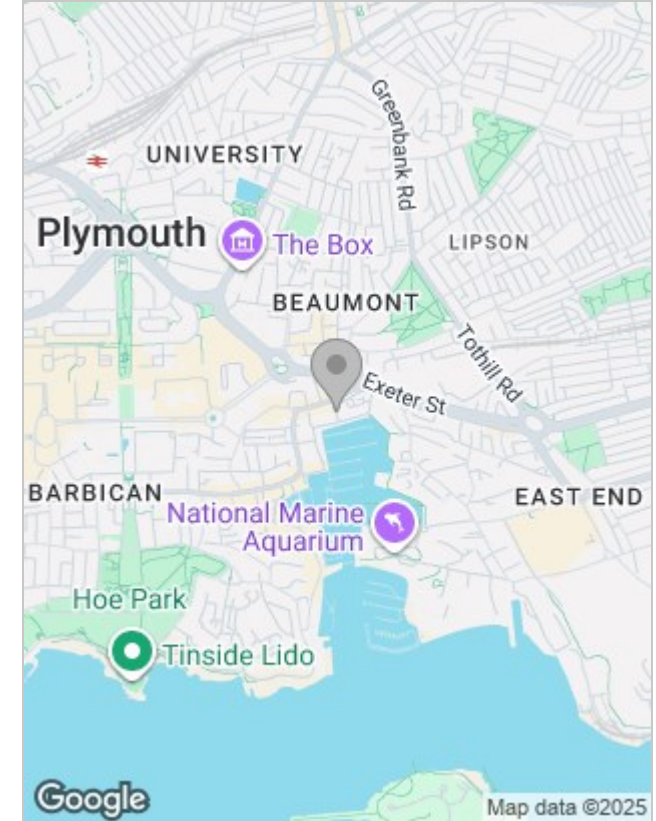 Greenbank Rd
UNIVERSITY
Plymouth
The Box
LIPSON
BEAUMONT
Tothill Rd
Exeter St
BARBICAN
EAST END
National Marine
Aquarium
Hoe Park
Tinside Lido
Google
Map data ©2025